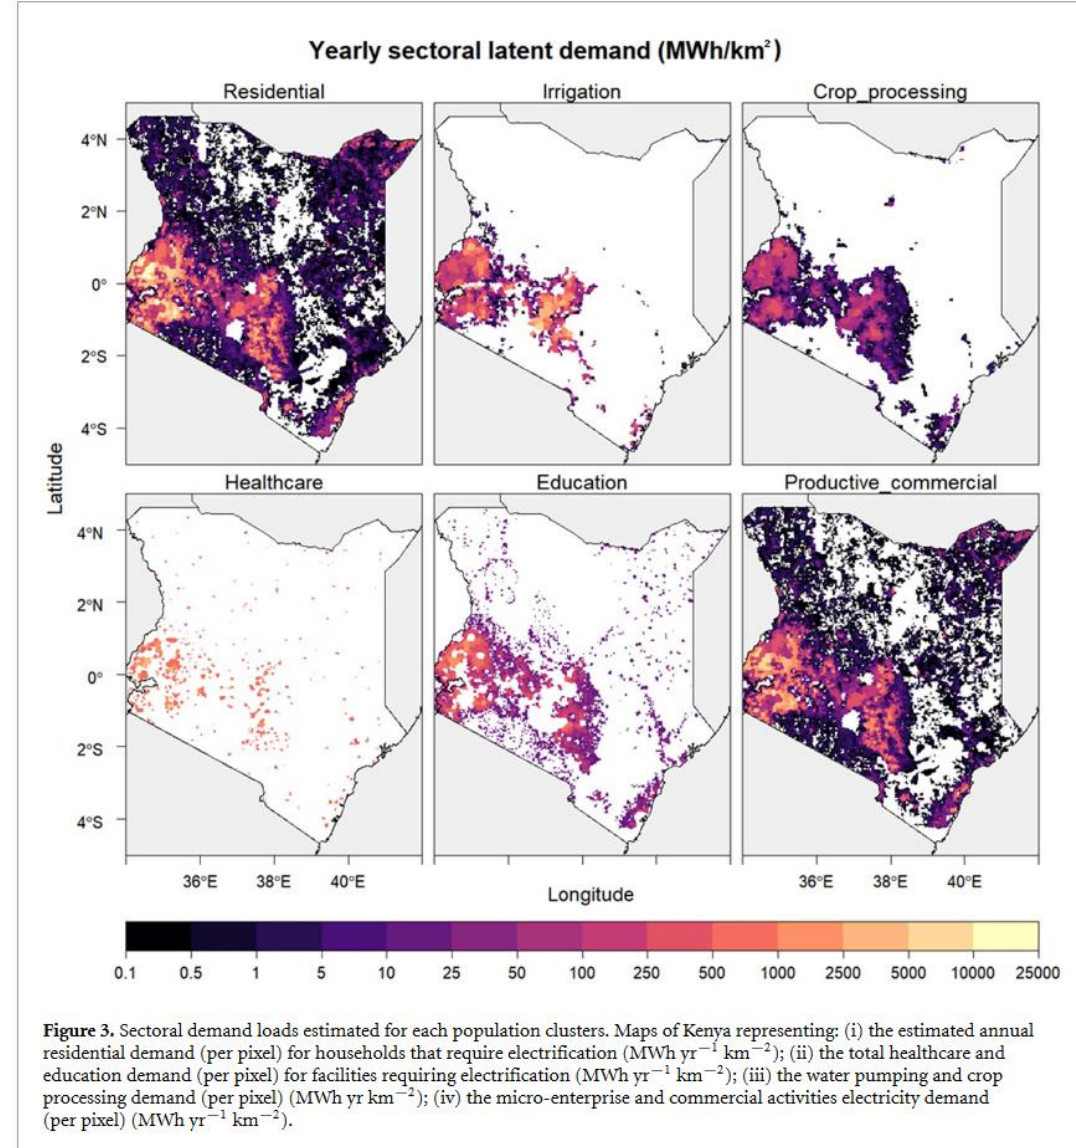 Yearly sectoral latent demand (MWh/km²)
Residential
Irrigation
Crop_processing
4°N
2°N
0°
2°S
4°S
Latitude
Healthcare
Education
Productive_commercial
4°N
2°N
0°
2°S
4°S
36°E 38°E 40°E
36°E 38°E 40°E
Longitude
0.1 0.5 1 5 10 25 50 100 250 500 1000 2500 5000 10000 25000
Figure 3. Sectoral demand loads estimated for each population clusters. Maps of Kenya representing: (i) the estimated annual
residential demand (per pixel) for households that require electrification (MWh yr⁻¹ km⁻²); (ii) the total healthcare and
education demand (per pixel) for facilities requiring electrification (MWh yr⁻¹ km⁻²); (iii) the water pumping and crop
processing demand (per pixel) (MWh yr km⁻²); (iv) the micro-enterprise and commercial activities electricity demand
(per pixel) (MWh yr⁻¹ km⁻²).